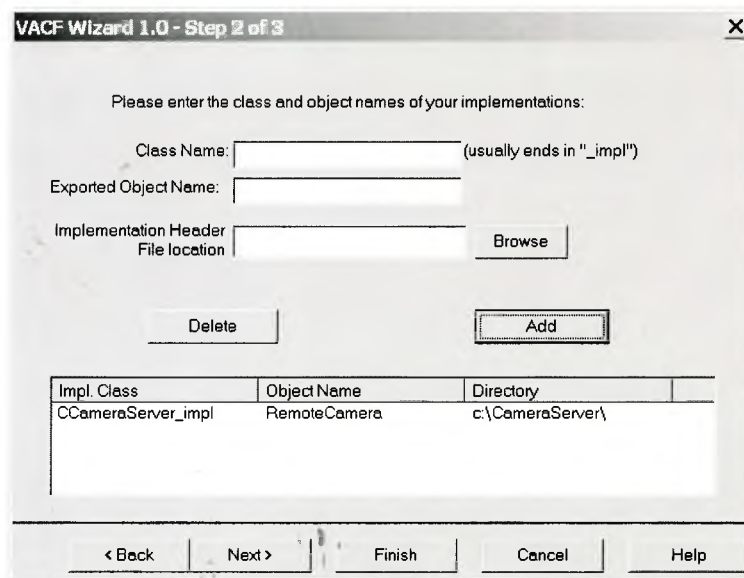 VACF Wizard 1.0 - Step 2 of 3
Please enter the class and object names of your implementations:
Class Name: (usually ends in "_impl")
Exported Object Name:
Implementation Header
File location
Browse
Delete Add
Impl. Class Object Name Directory
CCameraServer_impl RemoteCamera c:\CameraServer\
< Back Next > Finish Cancel Help